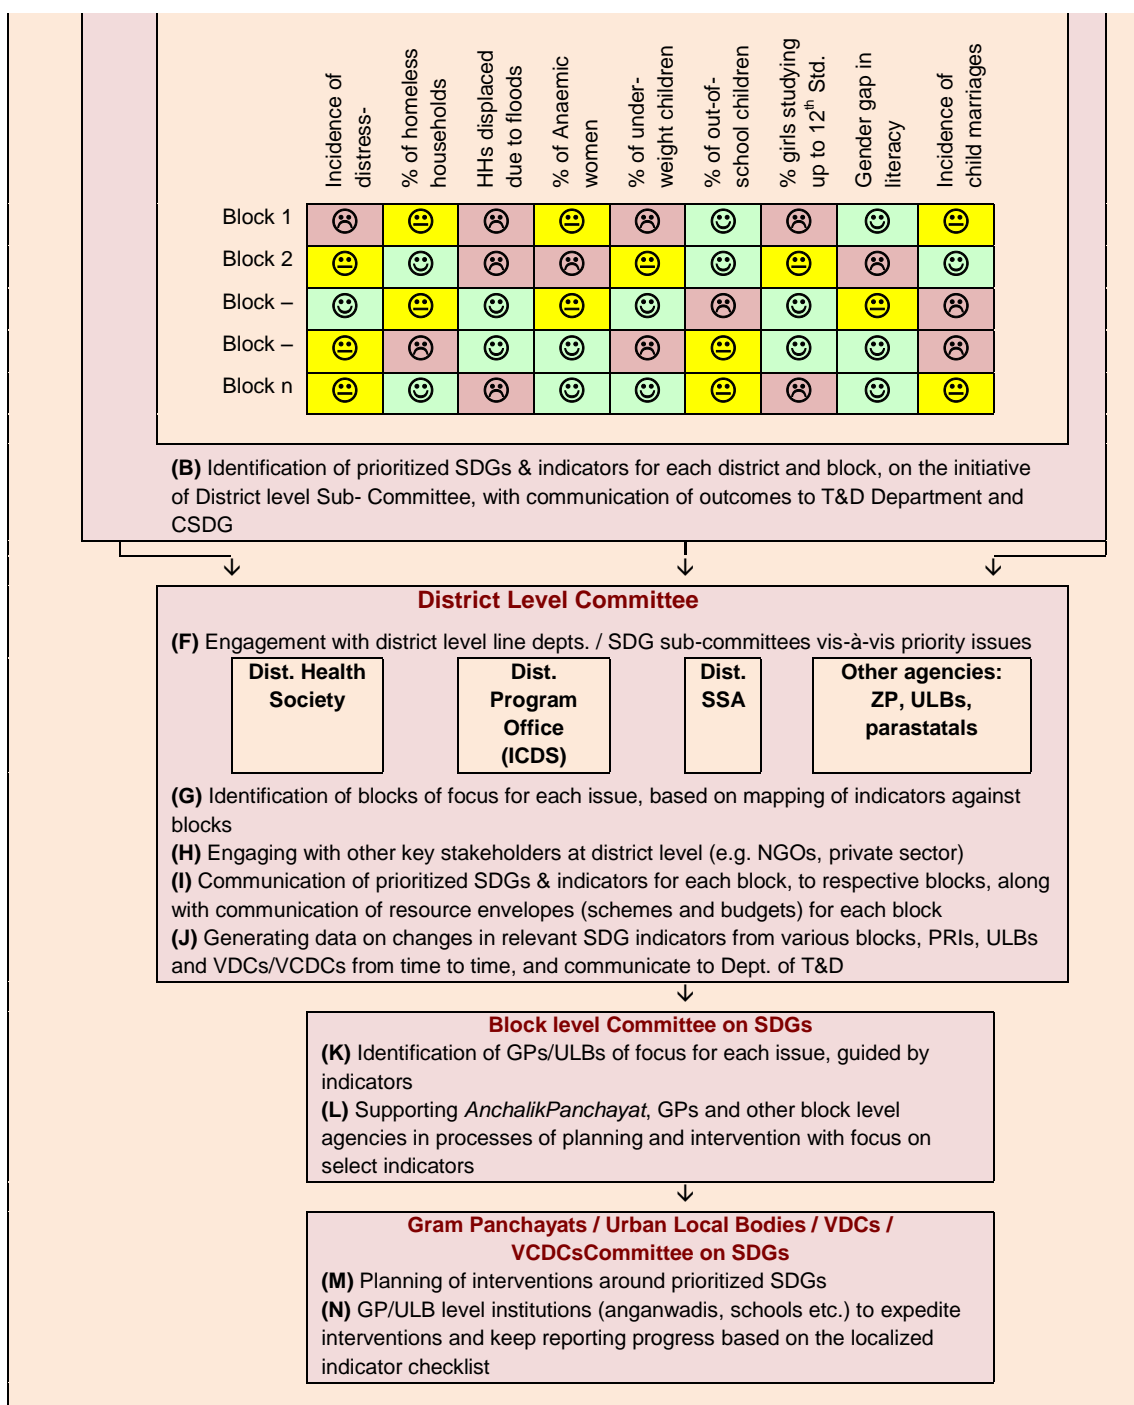 Incidence of
distress-
% of homeless
households
HHs displaced
due to floods
% of Anaemic
women
% of under-
weight children
% of out-of-
school children
% girls studying
up to 12th Std.
Gender gap in
literacy
Incidence of
child marriages
Block 1 ☹ 😐 ☹ 😐 ☹ ☺ ☹ ☺ 😐
Block 2 😐 ☺ ☹ ☹ 😐 ☺ 😐 ☹ ☺
Block – ☺ 😐 ☺ 😐 ☺ ☹ ☺ 😐 ☹
Block – 😐 ☹ ☺ ☺ ☹ 😐 ☺ ☺ ☹
Block n 😐 ☺ ☹ ☺ ☺ 😐 ☹ ☺ 😐
(B) Identification of prioritized SDGs & indicators for each district and block, on the initiative
of District level Sub- Committee, with communication of outcomes to T&D Department and
CSDG
District Level Committee
(F) Engagement with district level line depts. / SDG sub-committees vis-à-vis priority issues
Dist. Health
Society
Dist.
Program
Office
(ICDS)
Dist.
SSA
Other agencies:
ZP, ULBs,
parastatals
(G) Identification of blocks of focus for each issue, based on mapping of indicators against
blocks
(H) Engaging with other key stakeholders at district level (e.g. NGOs, private sector)
(I) Communication of prioritized SDGs & indicators for each block, to respective blocks, along
with communication of resource envelopes (schemes and budgets) for each block
(J) Generating data on changes in relevant SDG indicators from various blocks, PRIs, ULBs
and VDCs/VCDCs from time to time, and communicate to Dept. of T&D
Block level Committee on SDGs
(K) Identification of GPs/ULBs of focus for each issue, guided by
indicators
(L) Supporting AnchalikPanchayat, GPs and other block level
agencies in processes of planning and intervention with focus on
select indicators
Gram Panchayats / Urban Local Bodies / VDCs /
VCDCsCommittee on SDGs
(M) Planning of interventions around prioritized SDGs
(N) GP/ULB level institutions (anganwadis, schools etc.) to expedite
interventions and keep reporting progress based on the localized
indicator checklist